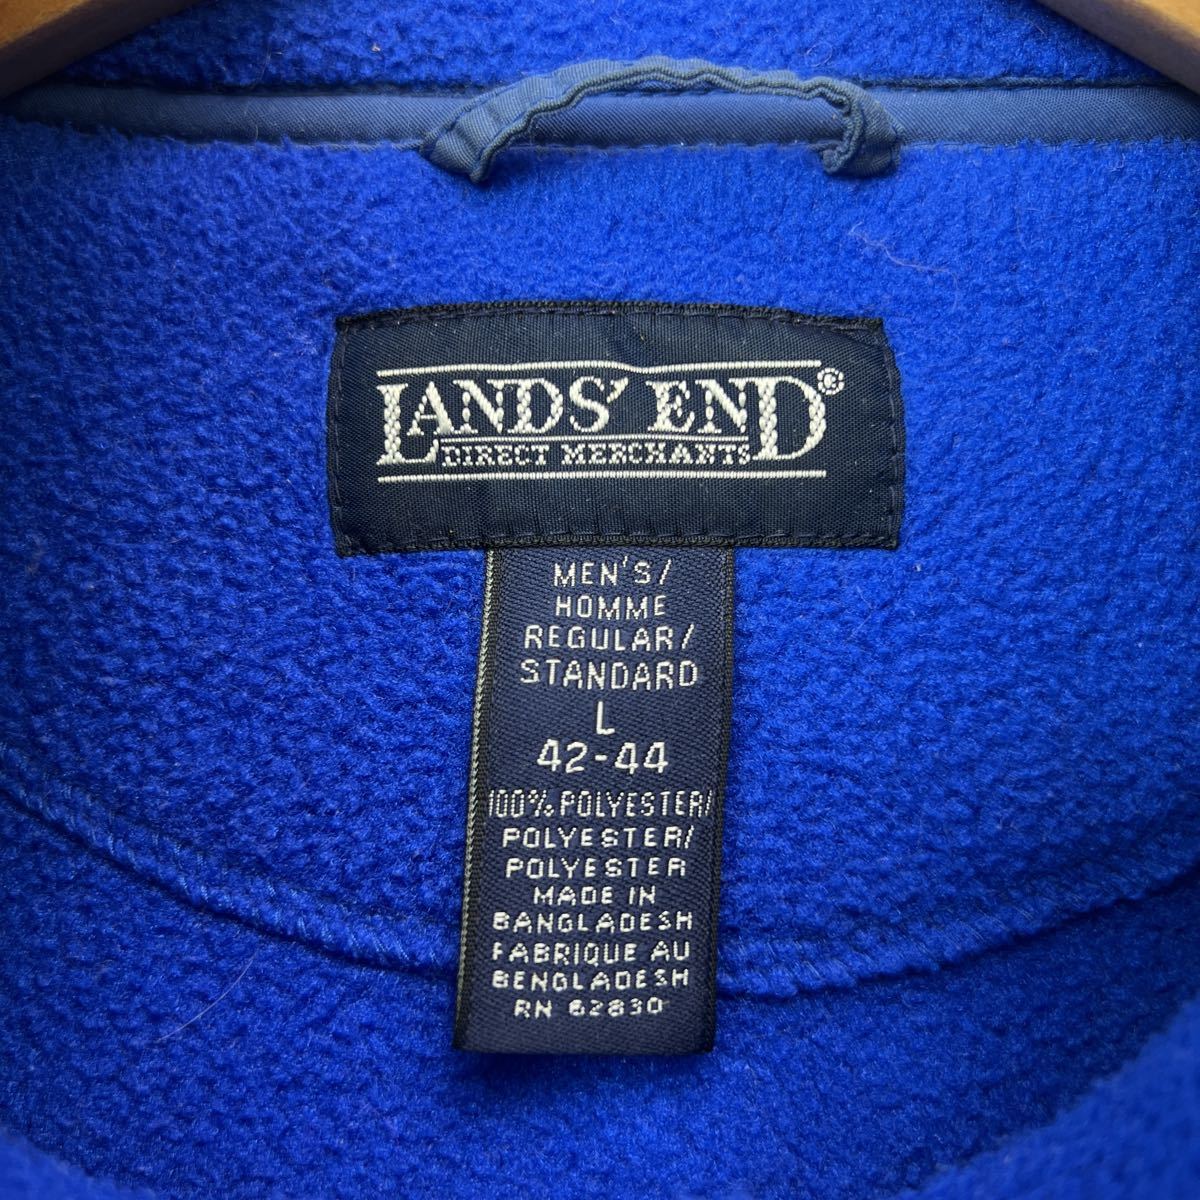 LANDS' END®
DIRECT MERCHANTS
MEN'S/
HOMME
REGULAR/
STANDARD
L
42-44
100% POLYESTER/
POLYESTER/
POLYESTER
MADE IN
BANGLADESH
FABRIQUE AU
BENGLADESH
RN 62830